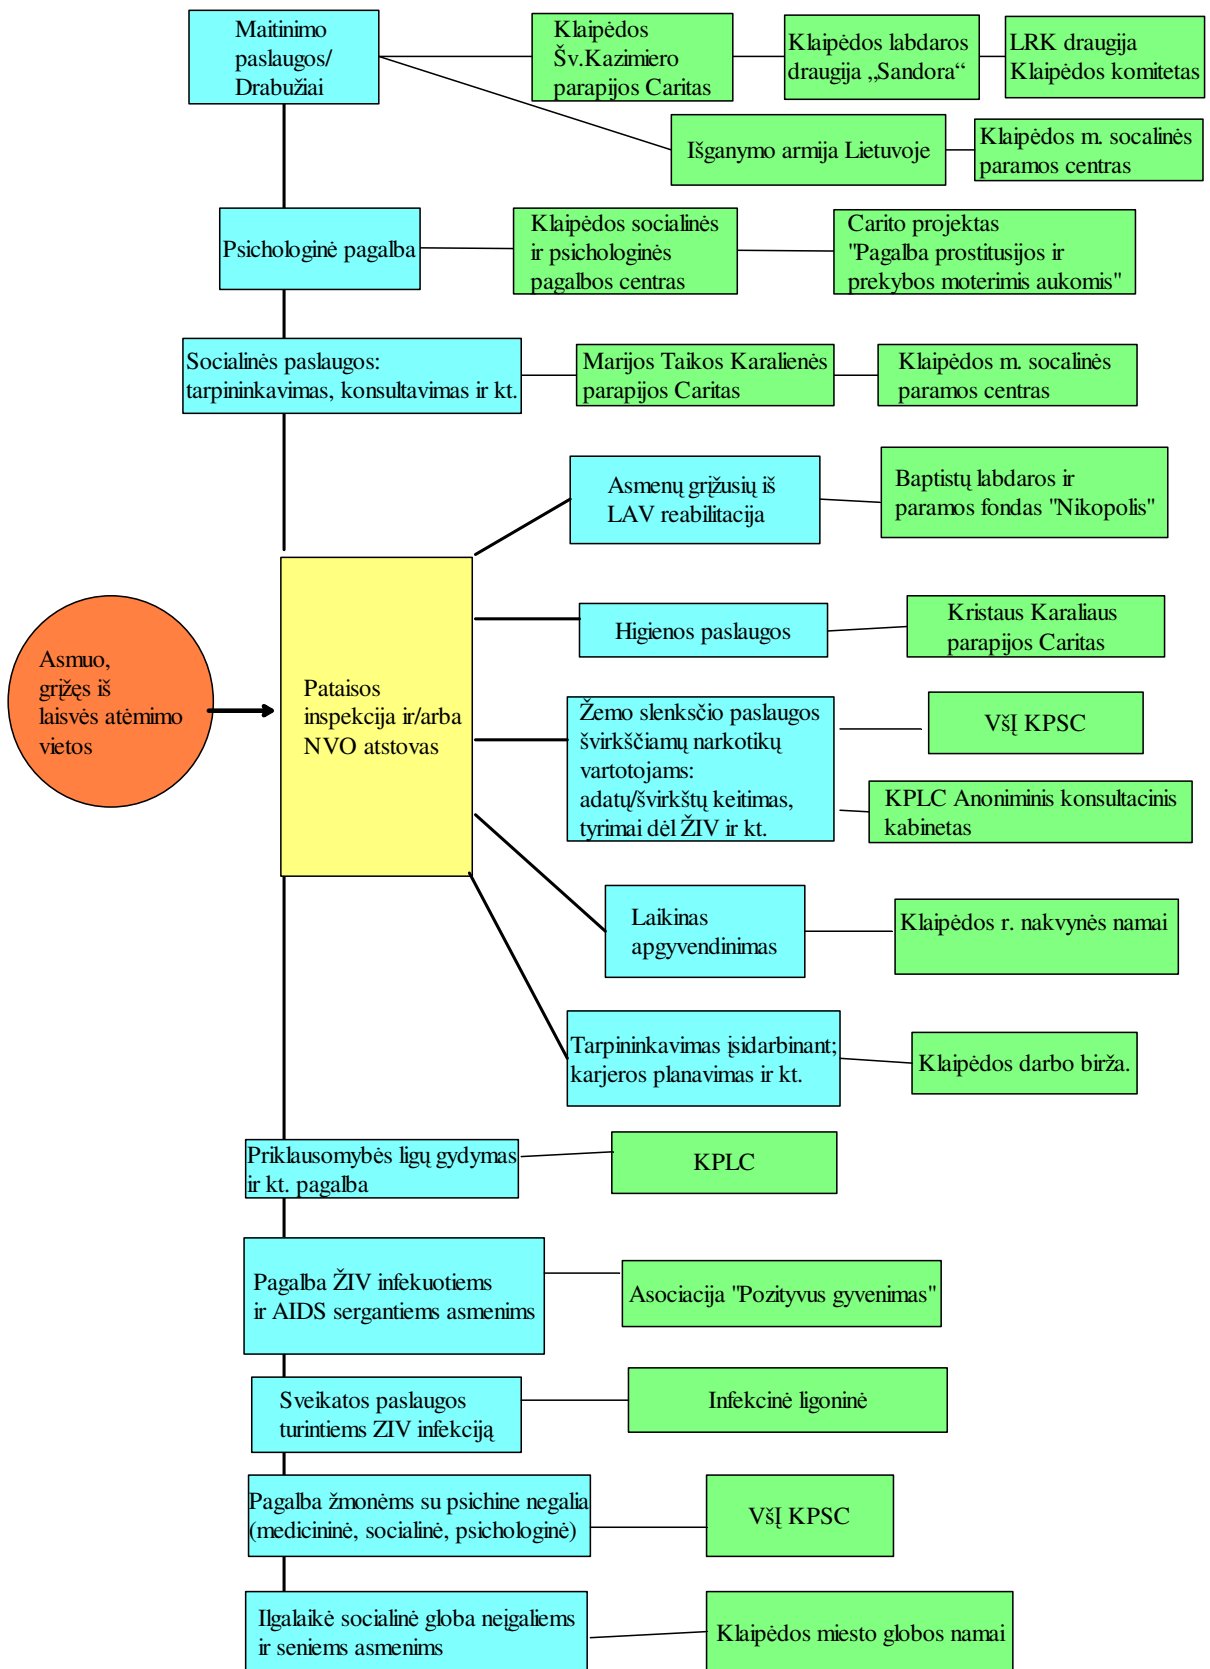 Maitinimo
paslaugos/
Drabužiai
Klaipėdos
Šv.Kazimiero
parapijos Caritas
Klaipėdos labdaros
draugija „Sandora“
LRK draugija
Klaipėdos komitetas
Išganymo armija Lietuvoje
Klaipėdos m. socalinės
paramos centras
Psichologinė pagalba
Klaipėdos socialinės
ir psichologinės
pagalbos centras
Carito projektas
"Pagalba prostitusijos ir
prekybos moterimis aukomis"
Socialinės paslaugos:
tarpininkavimas, konsultavimas ir kt.
Marijos Taikos Karalienės
parapijos Caritas
Klaipėdos m. socalinės
paramos centras
Asmenų grįžusių iš
LAV reabilitacija
Baptistų labdaros ir
paramos fondas "Nikopolis"
Asmuo,
grįžęs iš
laisvės atėmimo
vietos
Pataisos
inspekcija ir/arba
NVO atstovas
Higienos paslaugos
Kristaus Karaliaus
parapijos Caritas
Žemo slenksčio paslaugos
švirkščiamų narkotikų
vartotojams:
adatų/švirkštų keitimas,
tyrimai dėl ŽIV ir kt.
VšĮ KPSC
KPLC Anoniminis konsultacinis
kabinetas
Laikinas
apgyvendinimas
Klaipėdos r. nakvynės namai
Tarpininkavimas įsidarbinant;
karjeros planavimas ir kt.
Klaipėdos darbo birža.
Priklausomybės ligų gydymas
ir kt. pagalba
KPLC
Pagalba ŽIV infekuotiems
ir AIDS sergantiems asmenims
Asociacija "Pozityvus gyvenimas"
Sveikatos paslaugos
turintiems ZIV infekciją
Infekcinė ligoninė
Pagalba žmonėms su psichine negalia
(medicininė, socialinė, psichologinė)
VšĮ KPSC
Ilgalaikė socialinė globa neįgaliems
ir seniems asmenims
Klaipėdos miesto globos namai